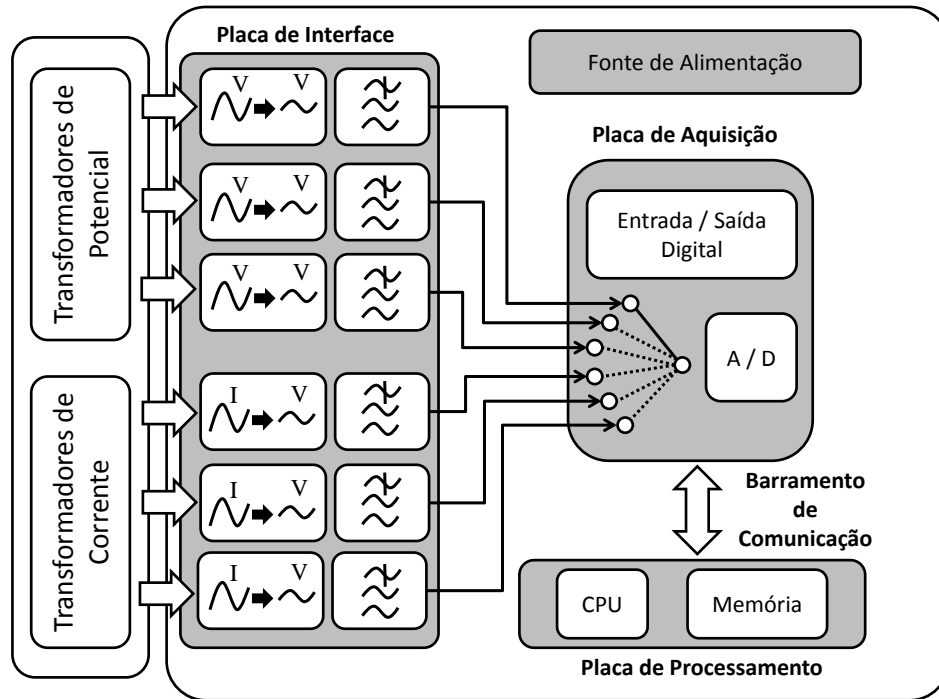 Placa de Interface
Fonte de Alimentação
Transformadores de
Potencial
V
V
V
V
V
V
Placa de Aquisição
Entrada / Saída
Digital
A / D
Transformadores de
Corrente
I
V
I
V
I
V
Barramento
de
Comunicação
CPU
Memória
Placa de Processamento